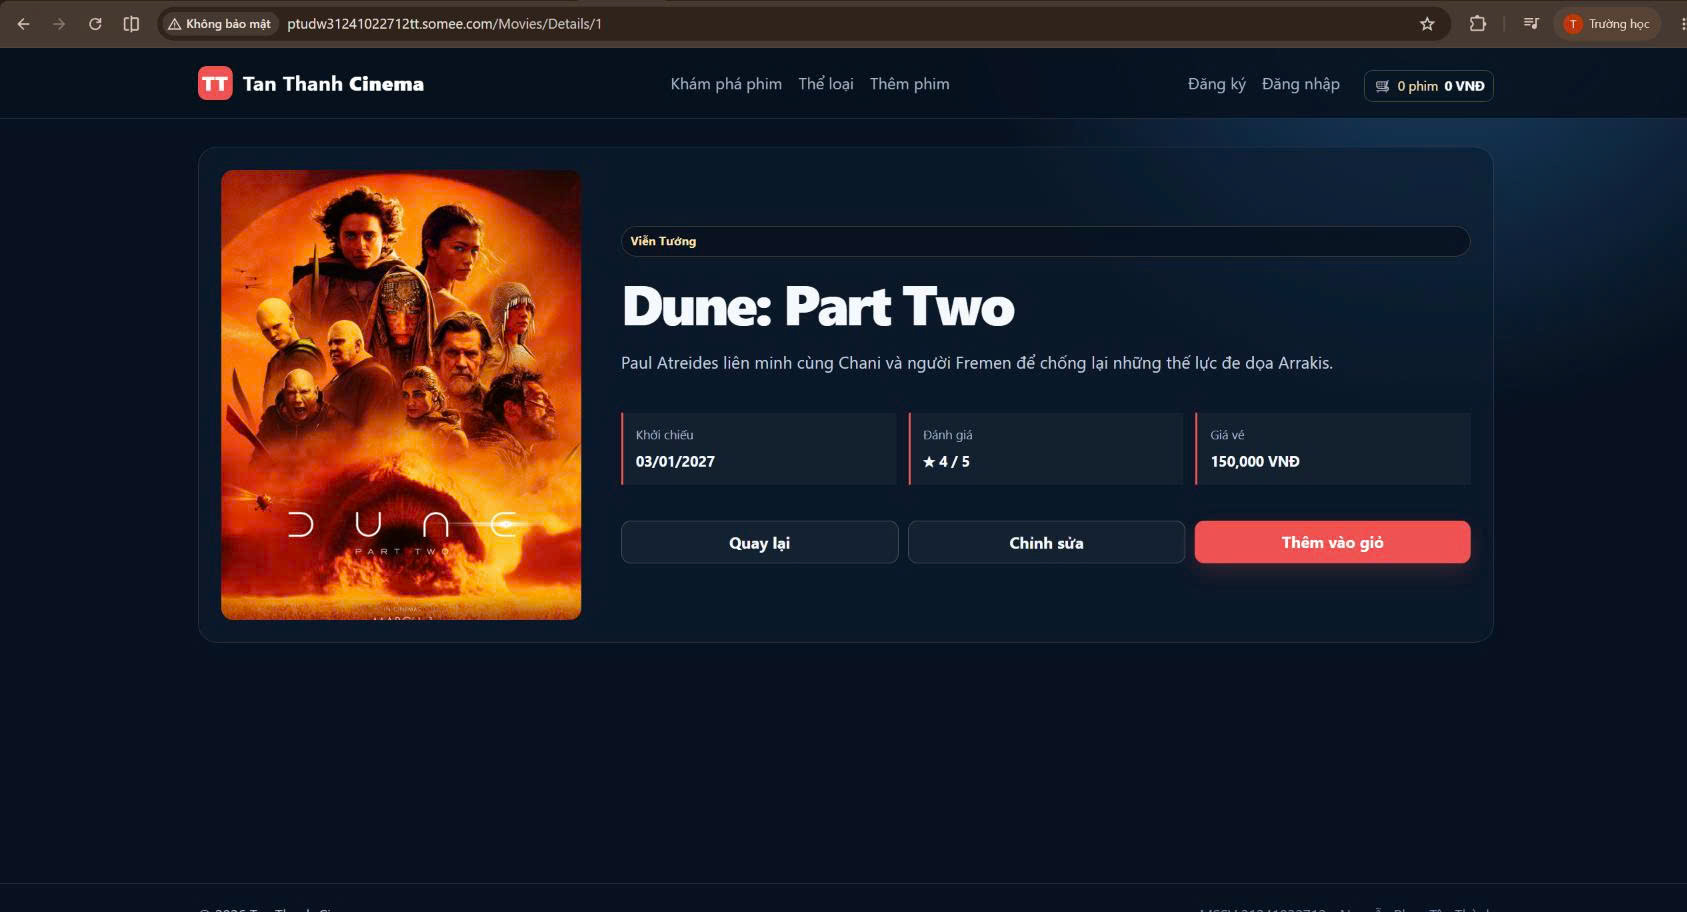 Không bảo mật
ptudw31241022712tt.somee.com/Movies/Details/1
T Trường học
TT Tan Thanh Cinema
Khám phá phim Thể loại Thêm phim
Đăng ký Đăng nhập
0 phim 0 VNĐ
Viễn Tưởng
Dune: Part Two
Paul Atreides liên minh cùng Chani và người Fremen để chống lại những thế lực đe dọa Arrakis.
Khởi chiếu
03/01/2027
Đánh giá
★ 4 / 5
Giá vé
150,000 VNĐ
Quay lại
Chỉnh sửa
Thêm vào giỏ
DUNE
PART TWO
IN CINEMAS